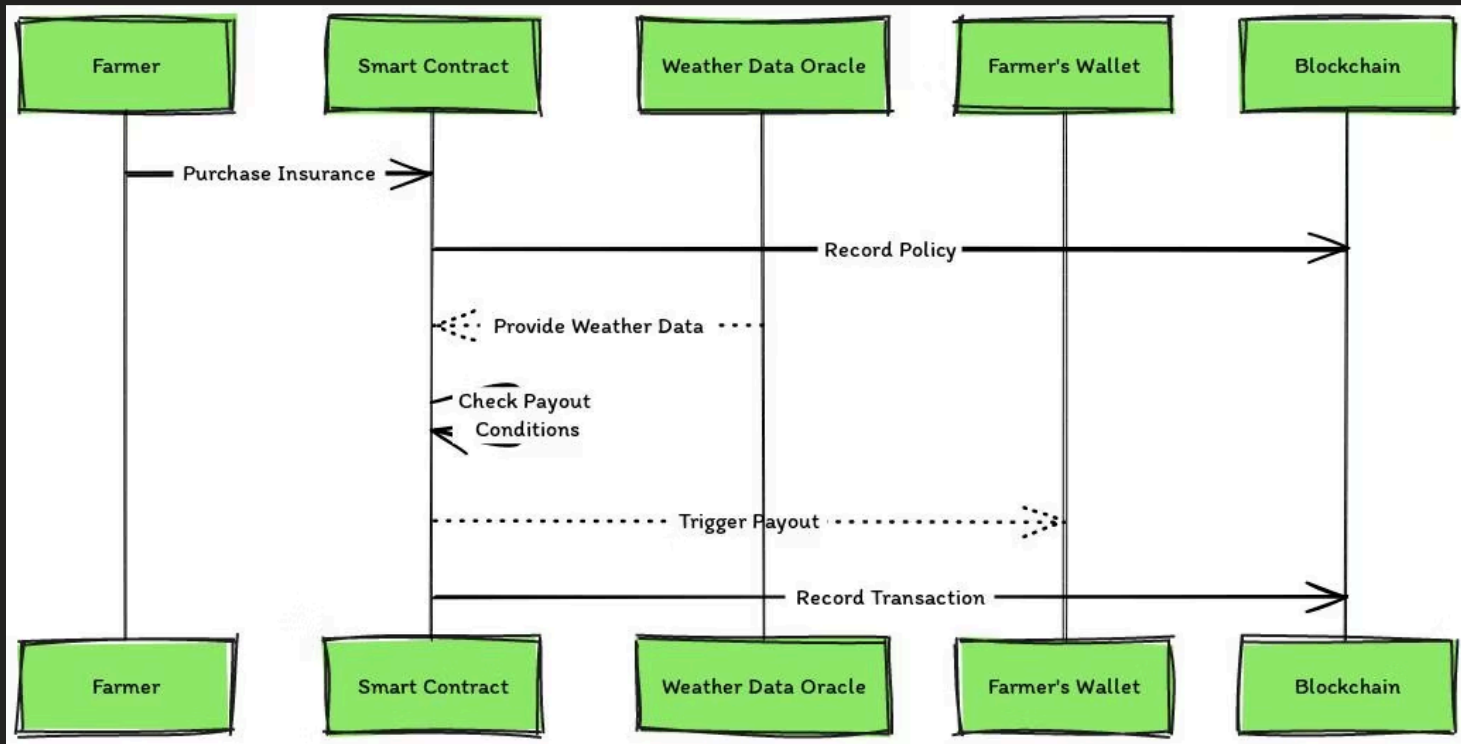 Farmer
Smart Contract
Weather Data Oracle
Farmer's Wallet
Blockchain
Purchase Insurance
Record Policy
Provide Weather Data
Check Payout
Conditions
Trigger Payout
Record Transaction
Farmer
Smart Contract
Weather Data Oracle
Farmer's Wallet
Blockchain